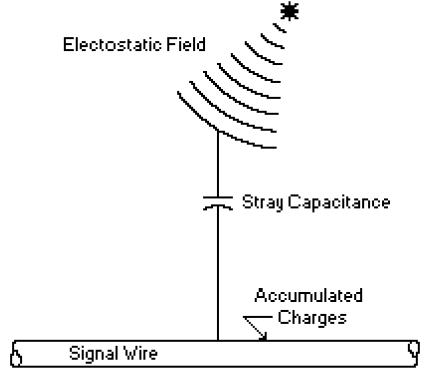 Electostatic Field
Stray Capacitance
Accumulated
Charges
Signal Wire